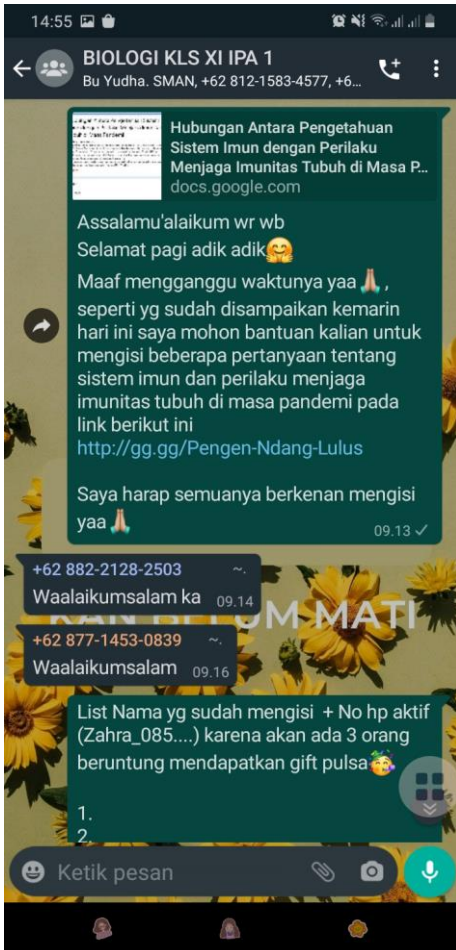 14:55
BIOLOGI KLS XI IPA 1
Bu Yudha. SMAN, +62 812-1583-4577, +6...
Hubungan Antara Pengetahuan
Sistem Imun dengan Perilaku
Menjaga Imunitas Tubuh di Masa P...
docs.google.com
Assalamu'alaikum wr wb
Selamat pagi adik adik🤗
Maaf mengganggu waktunya yaa🙏,
seperti yg sudah disampaikan kemarin
hari ini saya mohon bantuan kalian untuk
mengisi beberapa pertanyaan tentang
sistem imun dan perilaku menjaga
imunitas tubuh di masa pandemi pada
link berikut ini
http://gg.gg/Pengen-Ndang-Lulus
Saya harap semuanya berkenan mengisi
yaa🙏
09.13
+62 882-2128-2503 ~.
Waalaikumsalam ka 09.14
MATI
+62 877-1453-0839 ~.
Waalaikumsalam 09.16
List Nama yg sudah mengisi + No hp aktif
(Zahra_085....) karena akan ada 3 orang
beruntung mendapatkan gift pulsa🥳
1.
2.
Ketik pesan